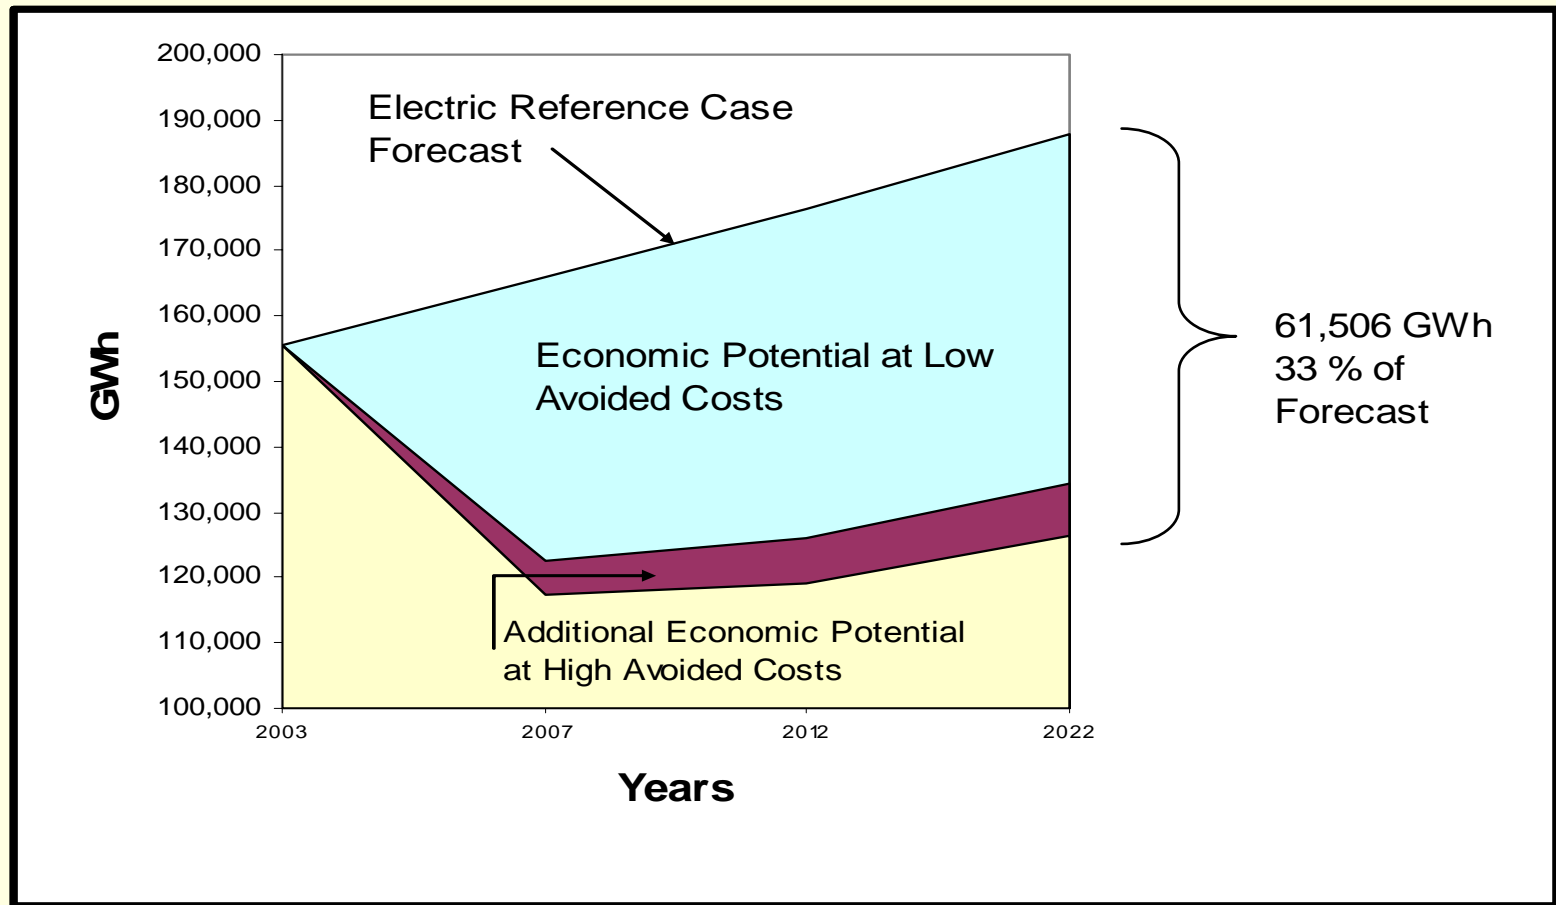 200,000
190,000
180,000
170,000
160,000
150,000
140,000
130,000
120,000
110,000
100,000
GWh
Electric Reference Case
Forecast
Economic Potential at Low
Avoided Costs
Additional Economic Potential
at High Avoided Costs
61,506 GWh
33 % of
Forecast
2003
2007
2012
2022
Years